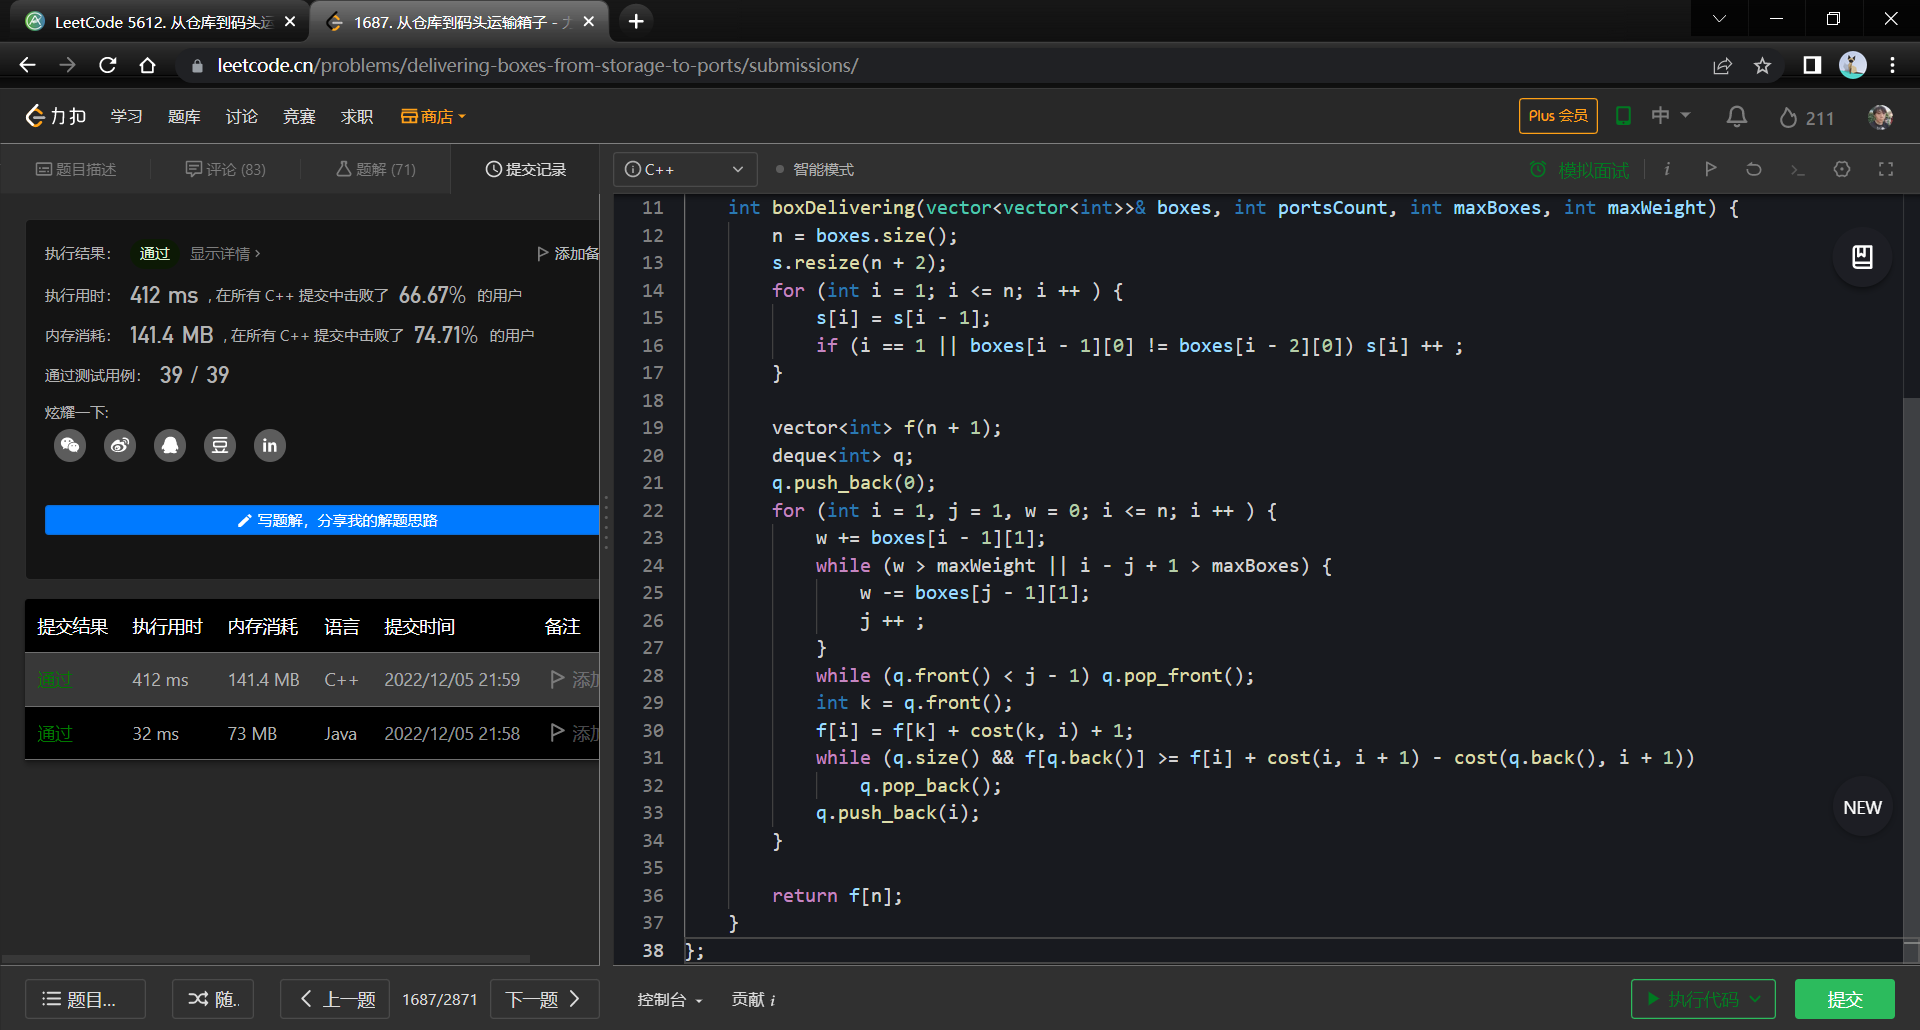 LeetCode 5612. 从仓库到码头运
1687. 从仓库到码头运输箱子 - 力
leetcode.cn/problems/delivering-boxes-from-storage-to-ports/submissions/
力扣 学习 题库 讨论 竞赛 求职 商店 Plus 会员 中 211
题目描述 评论 (83) 题解 (71) 提交记录 C++ 智能模式 模拟面试 i
执行结果： 通过 显示详情 > 添加备
执行用时： 412 ms , 在所有 C++ 提交中击败了 66.67% 的用户
内存消耗： 141.4 MB , 在所有 C++ 提交中击败了 74.71% 的用户
通过测试用例： 39 / 39
炫耀一下:
豆 in
写题解，分享我的解题思路
提交结果 执行用时 内存消耗 语言 提交时间 备注
通过 412 ms 141.4 MB C++ 2022/12/05 21:59 添加
通过 32 ms 73 MB Java 2022/12/05 21:58 添加
11 int boxDelivering(vector<vector<int>>& boxes, int portsCount, int maxBoxes, int maxWeight) {
12 n = boxes.size();
13 s.resize(n + 2);
14 for (int i = 1; i <= n; i ++ ) {
15 s[i] = s[i - 1];
16 if (i == 1 || boxes[i - 1][0] != boxes[i - 2][0]) s[i] ++ ;
17 }
18
19 vector<int> f(n + 1);
20 deque<int> q;
21 q.push_back(0);
22 for (int i = 1, j = 1, w = 0; i <= n; i ++ ) {
23 w += boxes[i - 1][1];
24 while (w > maxWeight || i - j + 1 > maxBoxes) {
25 w -= boxes[j - 1][1];
26 j ++ ;
27 }
28 while (q.front() < j - 1) q.pop_front();
29 int k = q.front();
30 f[i] = f[k] + cost(k, i) + 1;
31 while (q.size() && f[q.back()] >= f[i] + cost(i, i + 1) - cost(q.back(), i + 1))
32 q.pop_back();
33 q.push_back(i);
34 }
35
36 return f[n];
37 }
38 };
NEW
题目... 随.. 上一题 1687/2871 下一题 控制台 贡献 i 执行代码 提交